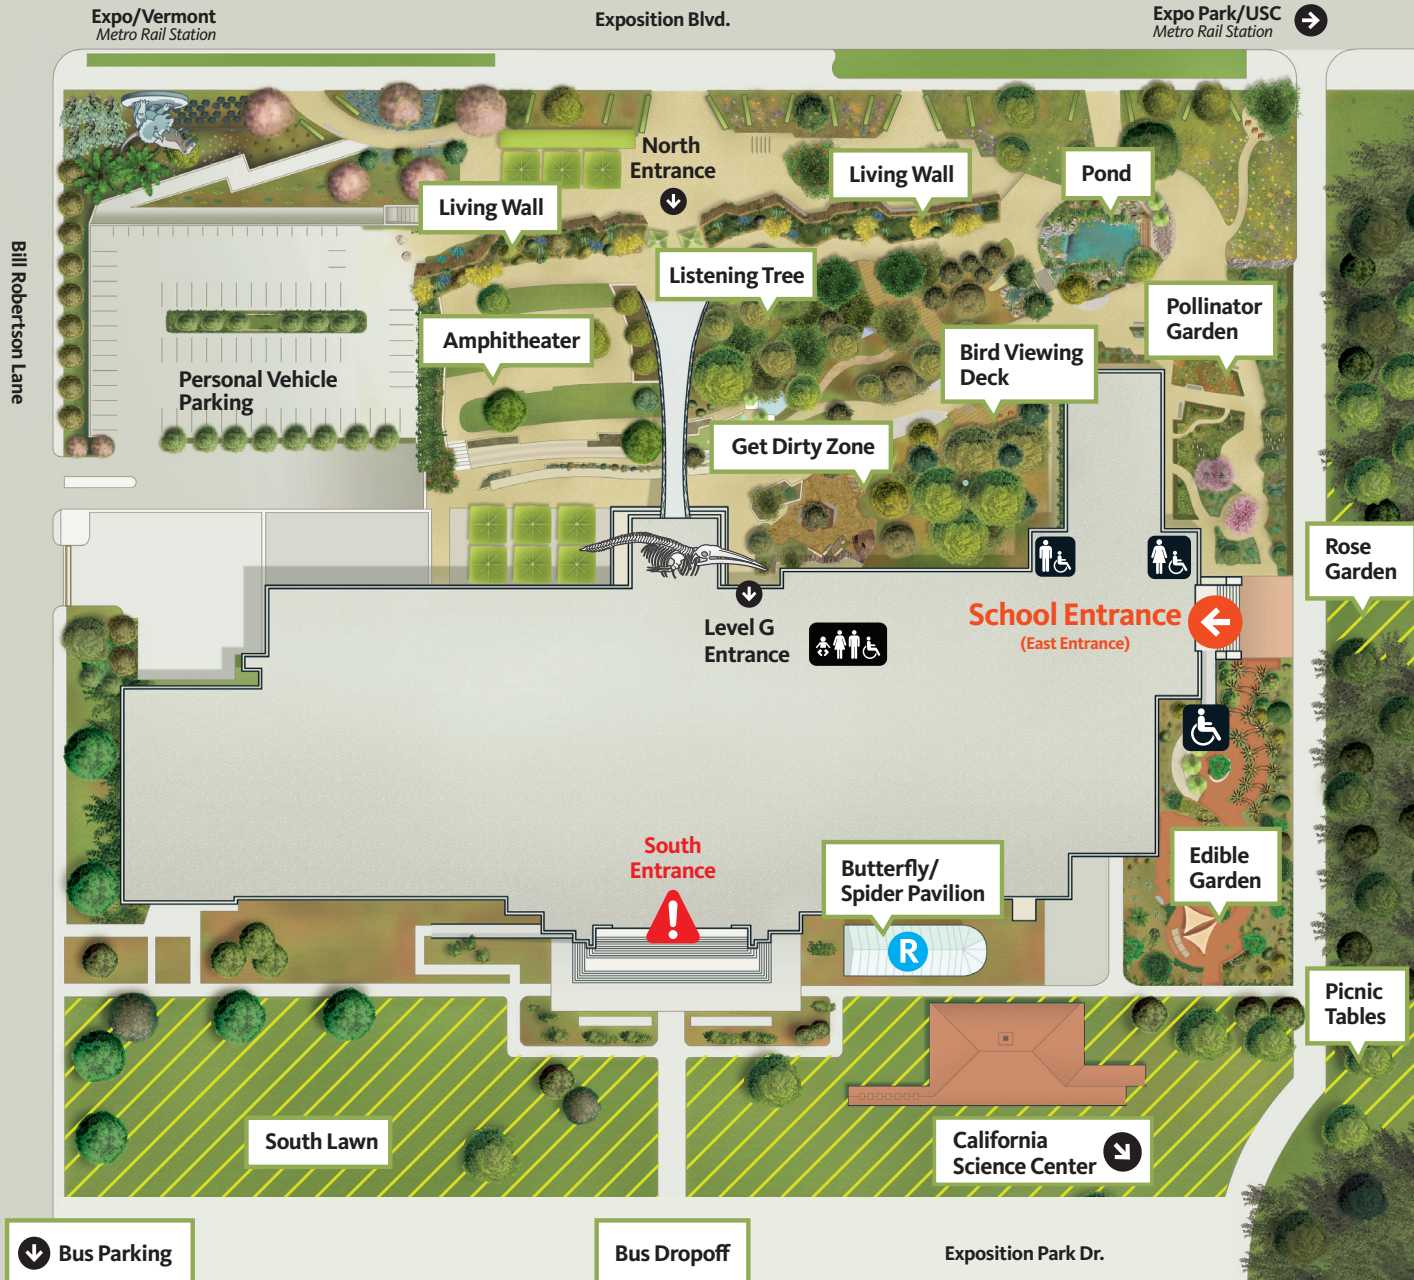 Expo/Vermont
Metro Rail Station
Exposition Blvd.
Expo Park/USC
Metro Rail Station
North
Entrance
Living Wall
Pond
Living Wall
Bill Robertson Lane
Listening Tree
Pollinator
Garden
Amphitheater
Bird Viewing
Deck
Personal Vehicle
Parking
Get Dirty Zone
Rose
Garden
School Entrance
(East Entrance)
Level G
Entrance
South
Entrance
Butterfly/
Spider Pavilion
R
Edible
Garden
Picnic
Tables
South Lawn
California
Science Center
Bus Parking
Bus Dropoff
Exposition Park Dr.